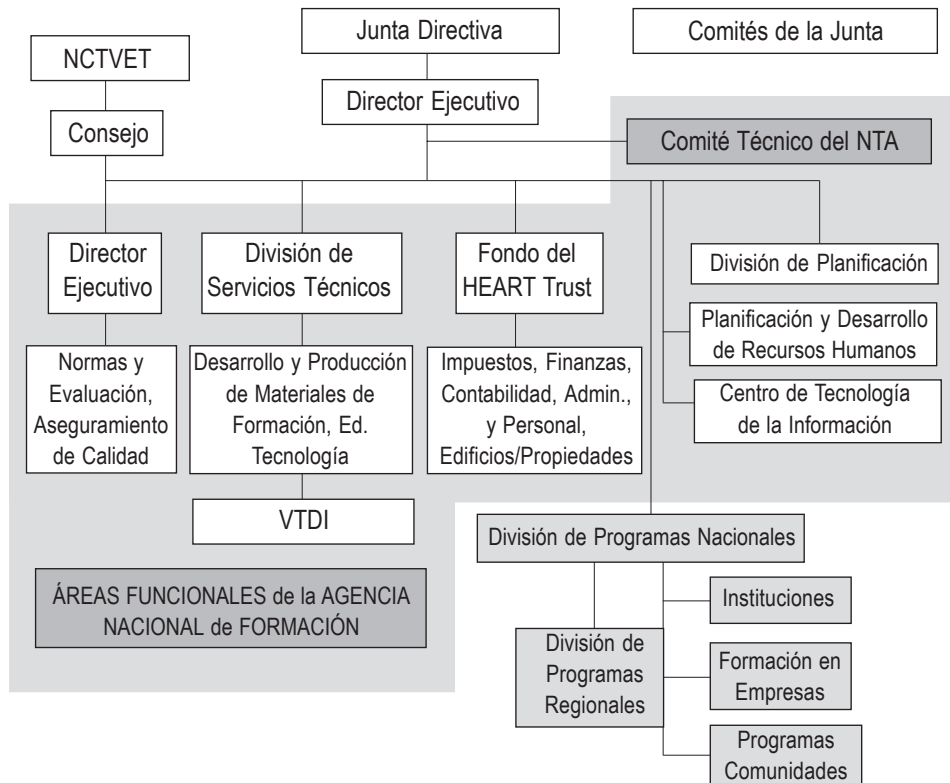 NCTVET
Junta Directiva
Comités de la Junta
Director Ejecutivo
Consejo
Comité Técnico del NTA
Director
Ejecutivo
División de
Servicios Técnicos
Fondo del
HEART Trust
División de Planificación
Normas y
Evaluación,
Aseguramiento
de Calidad
Desarrollo y Producción
de Materiales de
Formación, Ed.
Tecnología
Impuestos, Finanzas,
Contabilidad, Admin.,
y Personal,
Edificios/Propiedades
Planificación y Desarrollo
de Recursos Humanos
Centro de Tecnología
de la Información
VTDI
División de Programas Nacionales
ÁREAS FUNCIONALES de la AGENCIA
NACIONAL de FORMACIÓN
División de
Programas
Regionales
Instituciones
Formación en
Empresas
Programas
Comunidades